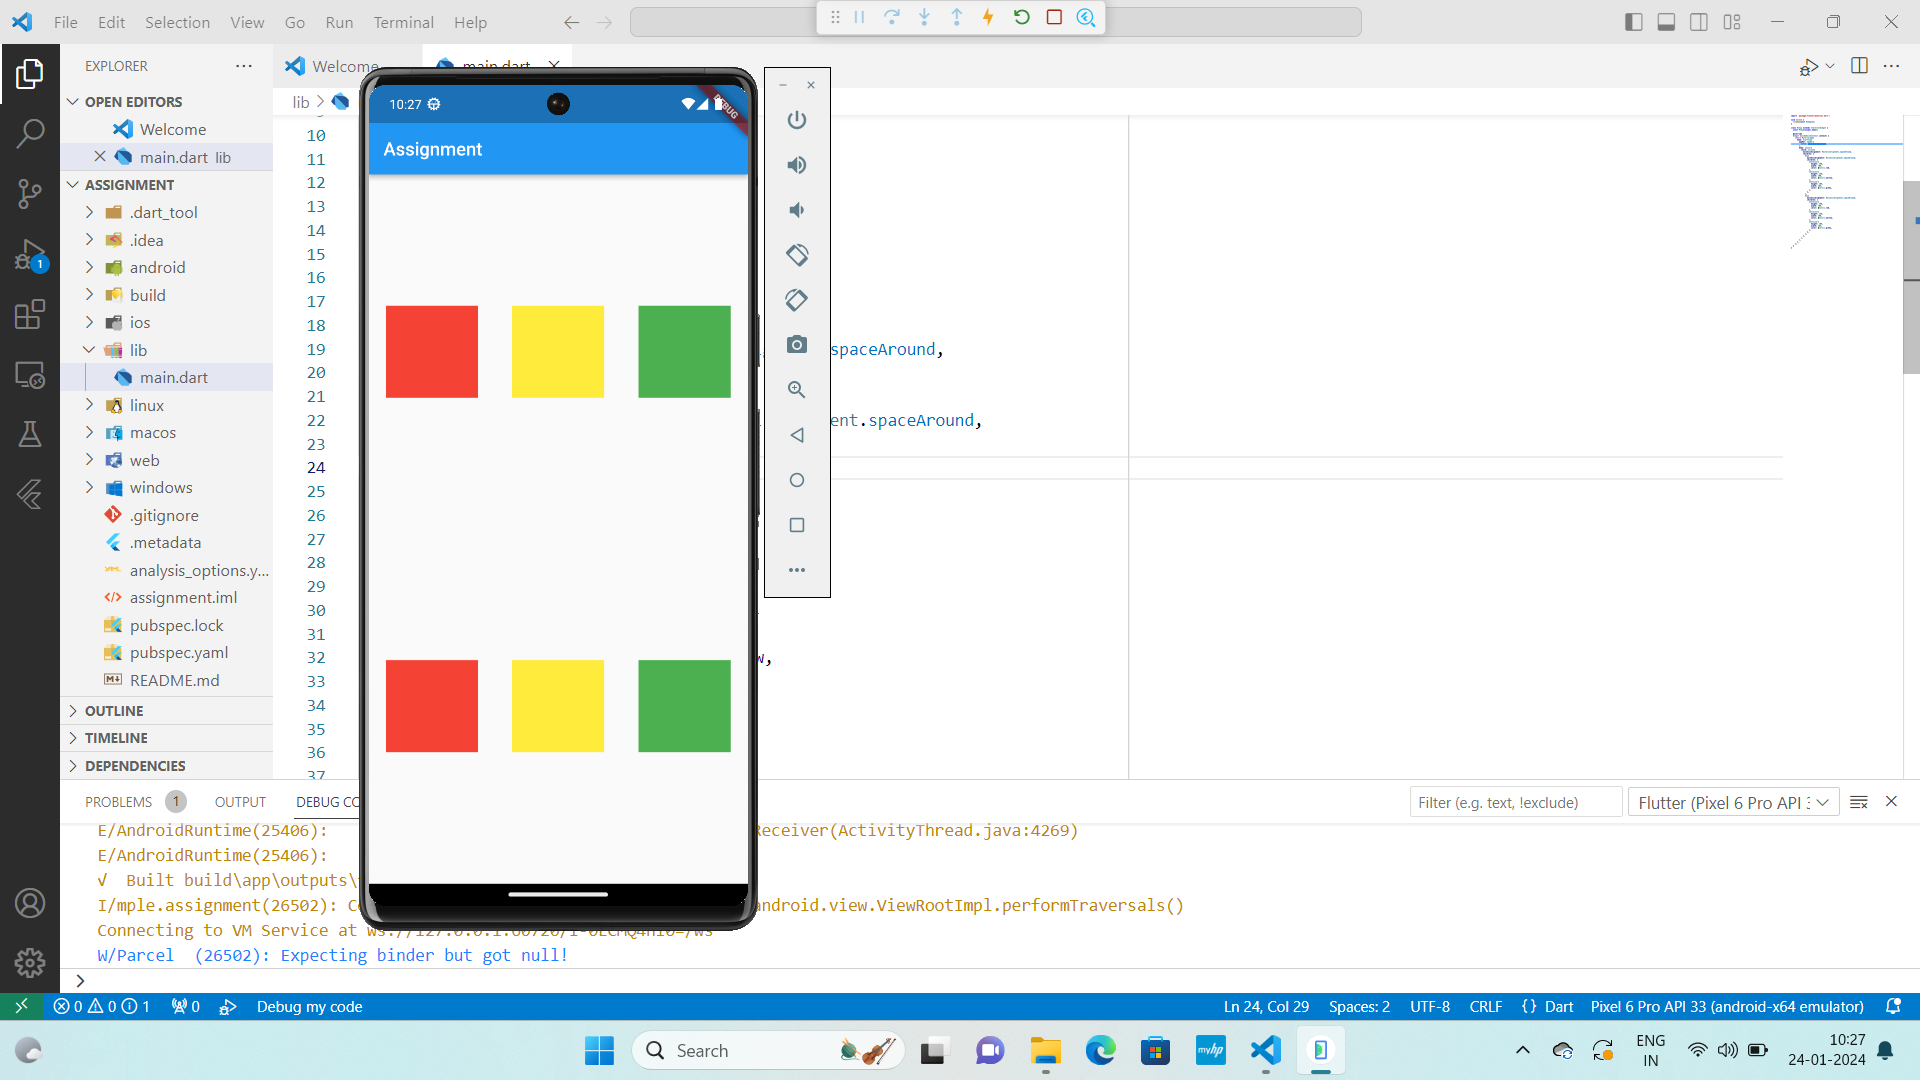 File Edit Selection View Go Run Terminal Help
EXPLORER
Welcome
main.dart
OPEN EDITORS
Welcome
main.dart lib
ASSIGNMENT
.dart_tool
.idea
android
build
ios
lib
main.dart
linux
macos
web
windows
.gitignore
.metadata
analysis_options.y...
assignment.iml
pubspec.lock
pubspec.yaml
README.md
OUTLINE
TIMELINE
DEPENDENCIES
lib
10
11
12
13
14
15
16
17
18
19
20
21
22
23
24
25
26
27
28
29
30
31
32
33
34
35
36
37
spaceAround,
ent.spaceAround,
w,
10:27
DEBUG
Assignment
PROBLEMS 1 OUTPUT DEBUG CO
Filter (e.g. text, !exclude)
Flutter (Pixel 6 Pro API 3
E/AndroidRuntime(25406): Receiver(ActivityThread.java:4269)
E/AndroidRuntime(25406):
√ Built build\app\outputs\
I/mple.assignment(26502): C android.view.ViewRootImpl.performTraversals()
Connecting to VM Service at
W/Parcel (26502): Expecting binder but got null!
0 0 1 0 Debug my code
Ln 24, Col 29 Spaces: 2 UTF-8 CRLF {} Dart Pixel 6 Pro API 33 (android-x64 emulator)
Search
myhp
ENG
IN
10:27
24-01-2024
1